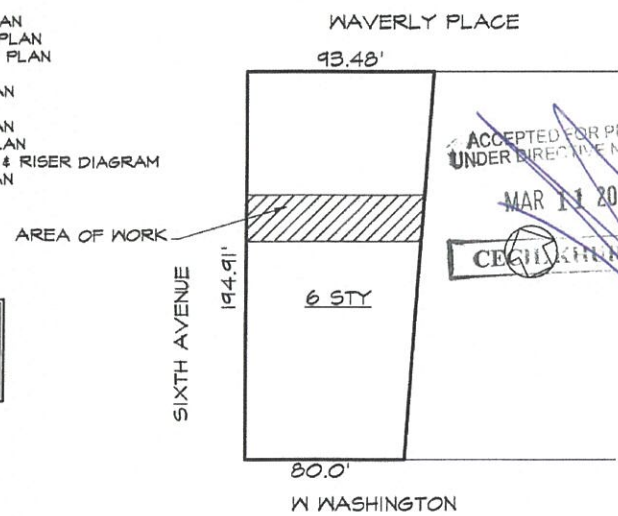 AN
PLAN
PLAN
AN
AN
LAN
& RISER DIAGRAM
AN
WAVERLY PLACE
93.48'
AREA OF WORK
SIXTH AVENUE
194.91'
6 STY
80.0'
W WASHINGTON
ACCEPTED FOR
UNDER DIRECTIVE
MAR 11 20